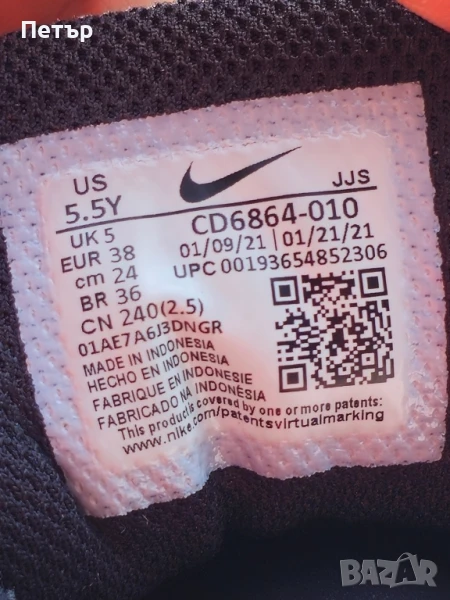 Петър
US
5.5Y
UK 5
EUR 38
cm 24
BR 36
CN 240(2.5)
01AE7A6J3DNGR
MADE IN INDONESIA
HECHO EN INDONESIA
FABRIQUE EN INDONESIE
FABRICADO NA INDONÉSIA
This product is covered by one or more patents:
www.nike.com/patentsvirtualmarking
JJS
CD6864-010
01/09/21 | 01/21/21
UPC 00193654852306
BAZAR